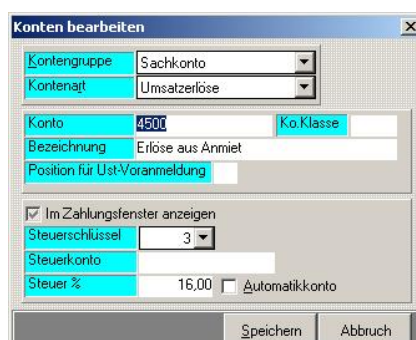 Konten bearbeiten
Kontengruppe Sachkonto
Kontenart Umsatzerlöse
Konto 4500 Ko.Klasse
Bezeichnung Erlöse aus Anmiet
Position für Ust-Voranmeldung
Im Zahlungsfenster anzeigen
Steuerschlüssel 3
Steuerkonto
Steuer % 16,00 Automatikkonto
Speichern Abbruch